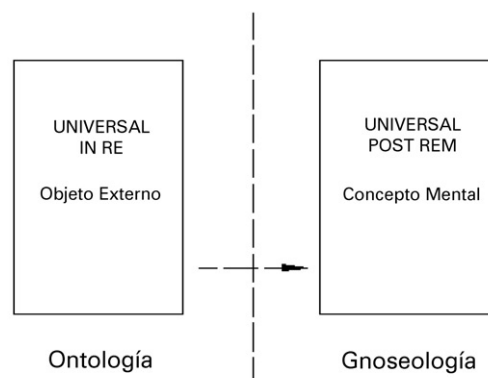 UNIVERSAL
IN RE
Objeto Externo
Ontología
UNIVERSAL
POST REM
Concepto Mental
Gnoseología